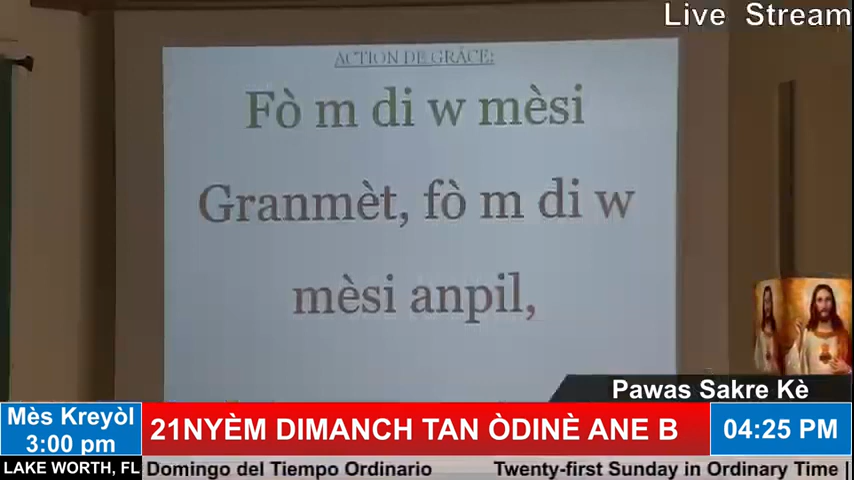 Live Stream
ACTION DE GRÂCE:
Fò m di w mèsi
Granmèt, fò m di w
mèsi anpil,
Pawas Sakre Kè
Mès Kreyòl
3:00 pm
21NYÈM DIMANCH TAN ÒDINÈ ANE B
04:25 PM
LAKE WORTH, FL
Domingo del Tiempo Ordinario
Twenty-first Sunday in Ordinary Time |